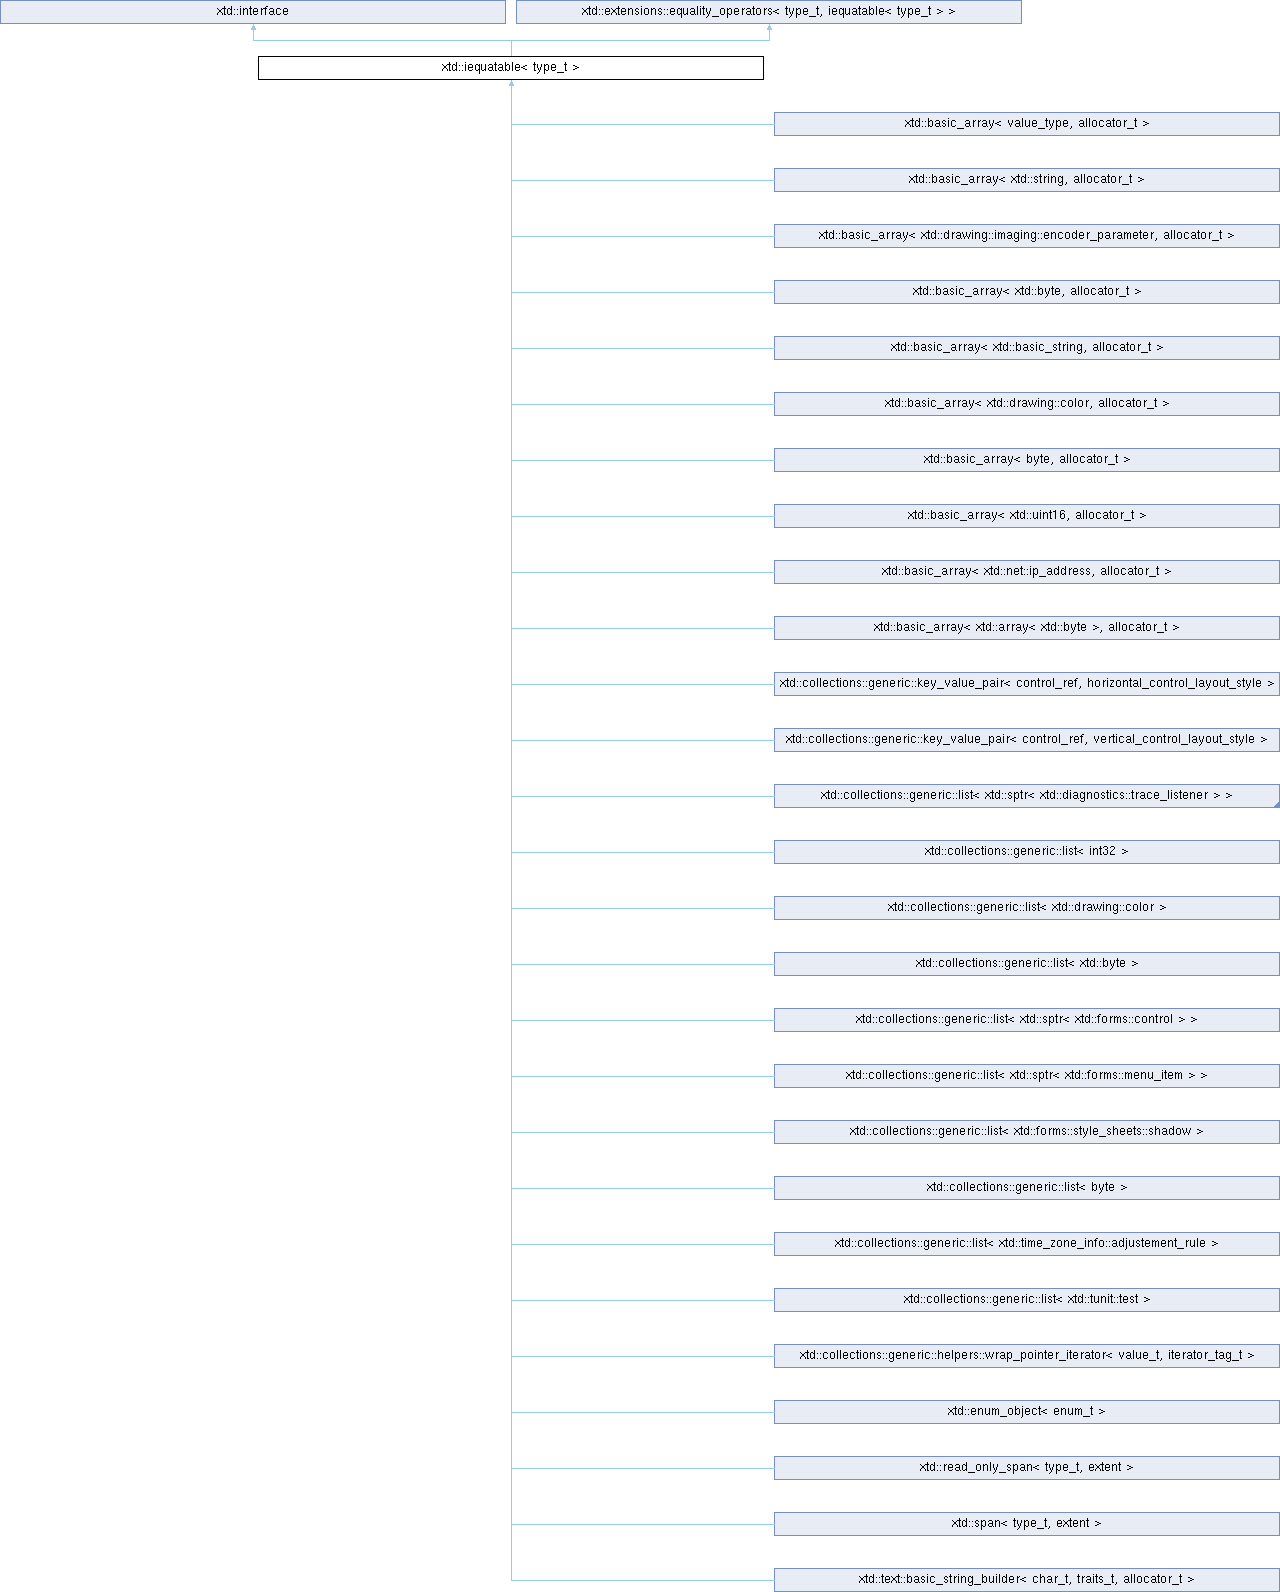 xtd::interface
xtd::extensions::equality_operators< type_t, iequatable< type_t > >
xtd::iequatable< type_t >
xtd::basic_array< value_type, allocator_t >
xtd::basic_array< xtd::string, allocator_t >
xtd::basic_array< xtd::drawing::imaging::encoder_parameter, allocator_t >
xtd::basic_array< xtd::byte, allocator_t >
xtd::basic_array< xtd::basic_string, allocator_t >
xtd::basic_array< xtd::drawing::color, allocator_t >
xtd::basic_array< byte, allocator_t >
xtd::basic_array< xtd::uint16, allocator_t >
xtd::basic_array< xtd::net::ip_address, allocator_t >
xtd::basic_array< xtd::array< xtd::byte >, allocator_t >
xtd::collections::generic::key_value_pair< control_ref, horizontal_control_layout_style >
xtd::collections::generic::key_value_pair< control_ref, vertical_control_layout_style >
xtd::collections::generic::list< xtd::sptr< xtd::diagnostics::trace_listener > >
xtd::collections::generic::list< int32 >
xtd::collections::generic::list< xtd::drawing::color >
xtd::collections::generic::list< xtd::byte >
xtd::collections::generic::list< xtd::sptr< xtd::forms::control > >
xtd::collections::generic::list< xtd::sptr< xtd::forms::menu_item > >
xtd::collections::generic::list< xtd::forms::style_sheets::shadow >
xtd::collections::generic::list< byte >
xtd::collections::generic::list< xtd::time_zone_info::adjustement_rule >
xtd::collections::generic::list< xtd::tunit::test >
xtd::collections::generic::helpers::wrap_pointer_iterator< value_t, iterator_tag_t >
xtd::enum_object< enum_t >
xtd::read_only_span< type_t, extent >
xtd::span< type_t, extent >
xtd::text::basic_string_builder< char_t, traits_t, allocator_t >